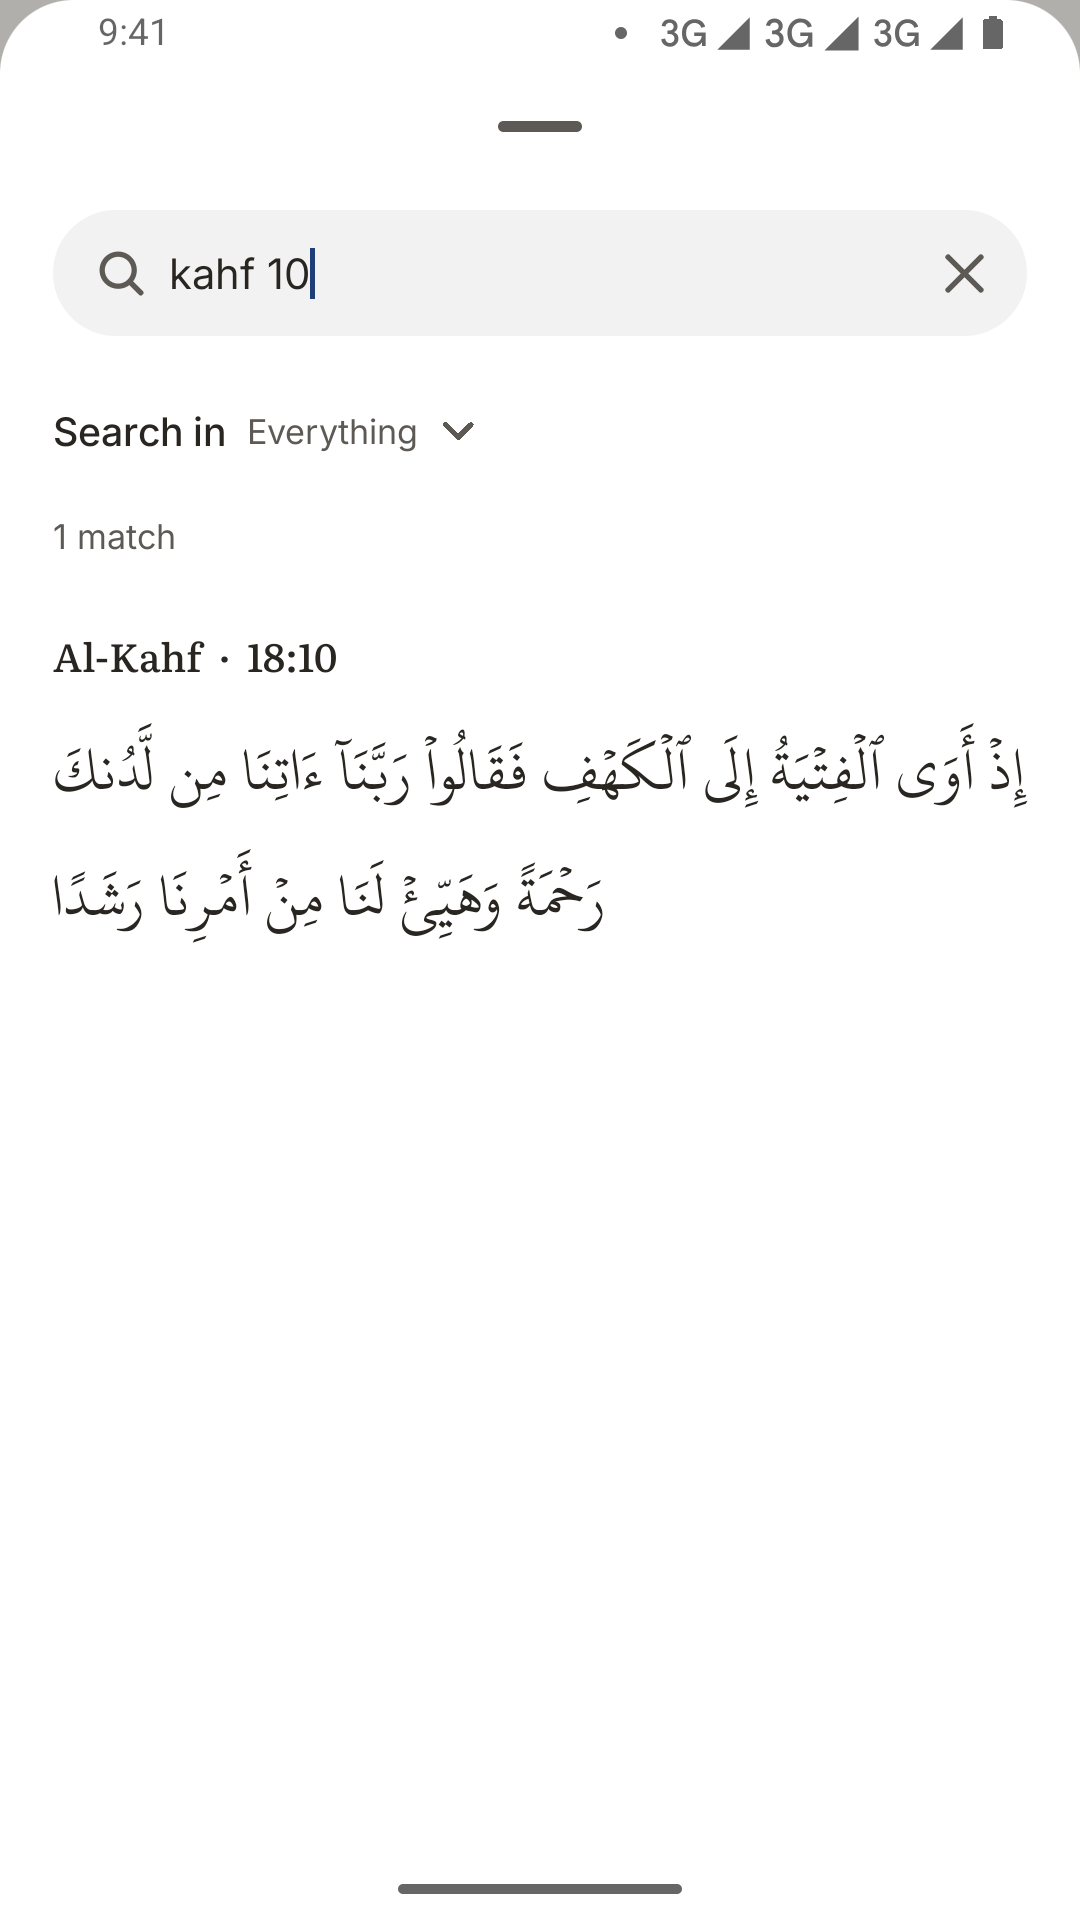 9:41
3G 3G 3G
kahf 10
Search in Everything
1 match
Al-Kahf · 18:10
إِذۡ أَوَى ٱلۡفِتۡيَةُ إِلَى ٱلۡكَهۡفِ فَقَالُواْ رَبَّنَآ ءَاتِنَا مِن لَّدُنكَ
رَحۡمَةٗ وَهَيِّئۡ لَنَا مِنۡ أَمۡرِنَا رَشَدٗا